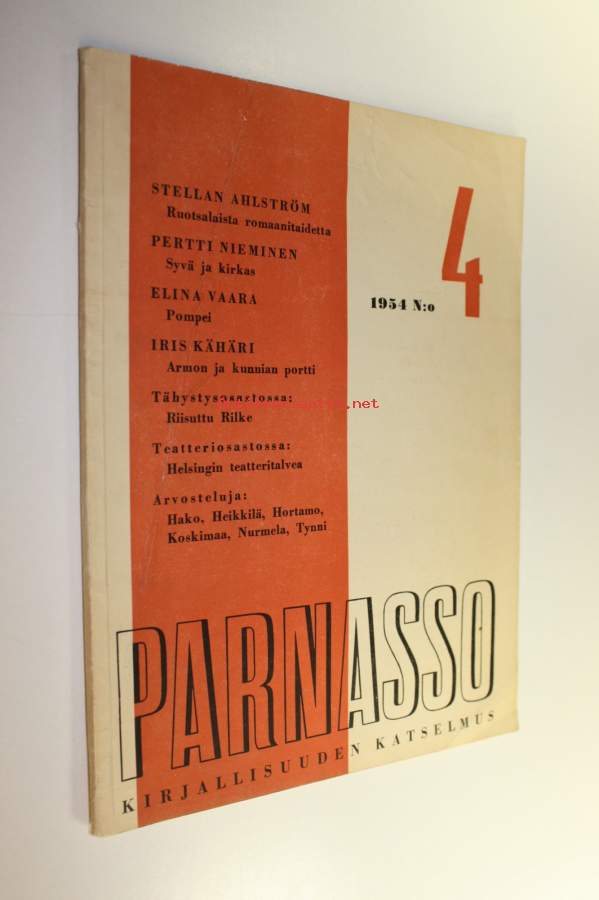 STELLAN AHLSTRÖM
Ruotsalaista romaanitaidetta
PERTTI NIEMINEN
Syvä ja kirkas
ELINA VAARA
Pompei
IRIS KÄHÄRI
Armon ja kunnian portti
Tähystysosastossa:
Riisuttu Rilke
Teatteriosastossa:
Helsingin teatteritalvea
Arvosteluja:
Hako, Heikkilä, Hortamo,
Koskimaa, Nurmela, Tynni
1954 N:o 4
PARNASSO
KIRJALLISUUDEN KATSELMUS